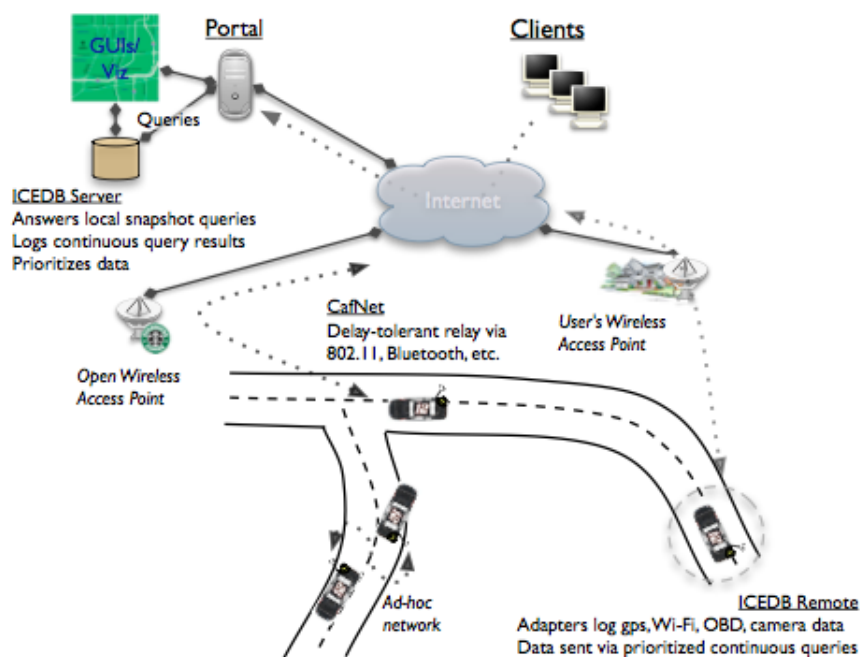 Portal
Clients
GUIs/
Viz
Queries
Internet
ICEDB Server
Answers local snapshot queries
Logs continuous query results
Prioritizes data
CafNet
Delay-tolerant relay via
802.11, Bluetooth, etc.
User's Wireless
Access Point
Open Wireless
Access Point
Ad-hoc
network
ICEDB Remote
Adapters log gps, Wi-Fi, OBD, camera data
Data sent via prioritized continuous queries